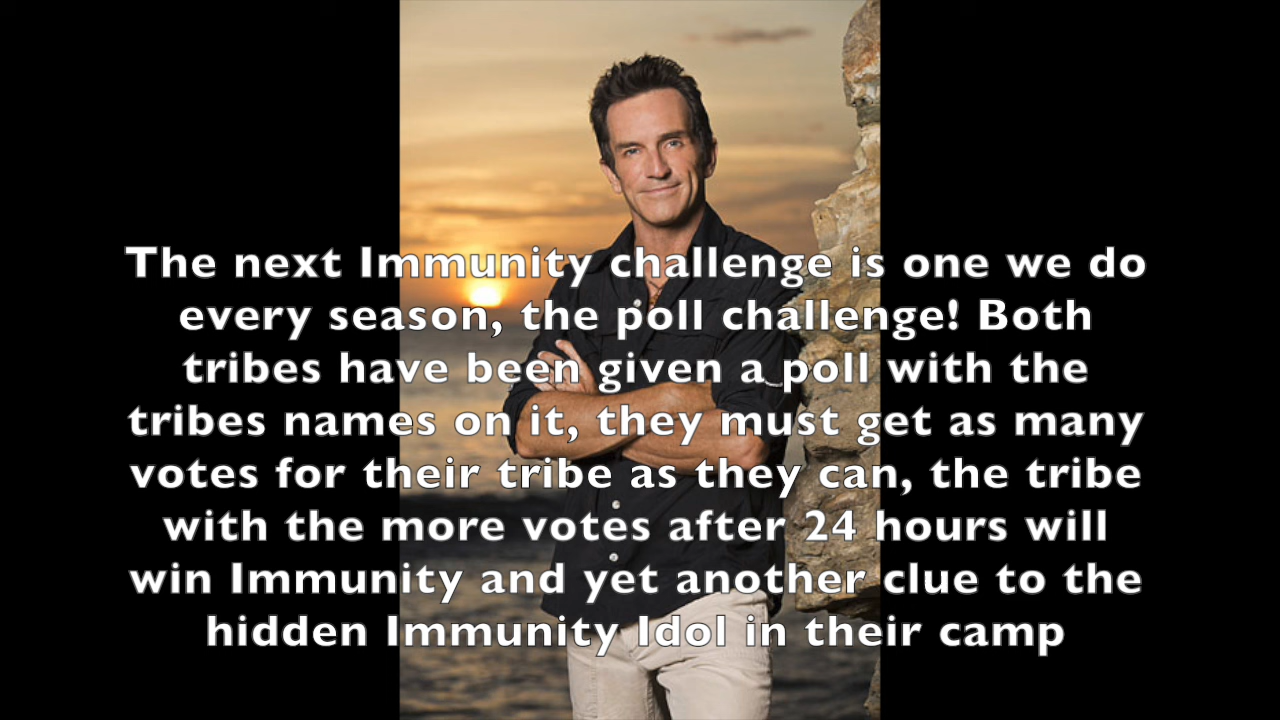 The next Immunity challenge is one we do
every season, the poll challenge! Both
tribes have been given a poll with the
tribes names on it, they must get as many
votes for their tribe as they can, the tribe
with the more votes after 24 hours will
win Immunity and yet another clue to the
hidden Immunity Idol in their camp